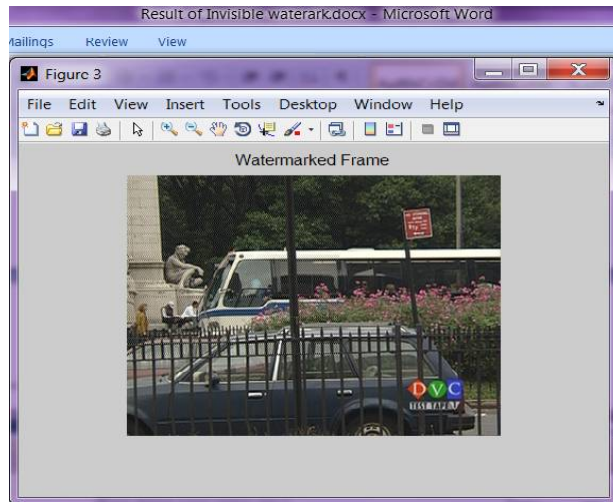 Result of Invisible waterark.docx - Microsoft Word
Mailings Review View
Figure 3
File Edit View Insert Tools Desktop Window Help
Watermarked Frame
DVC
TEST TAPE